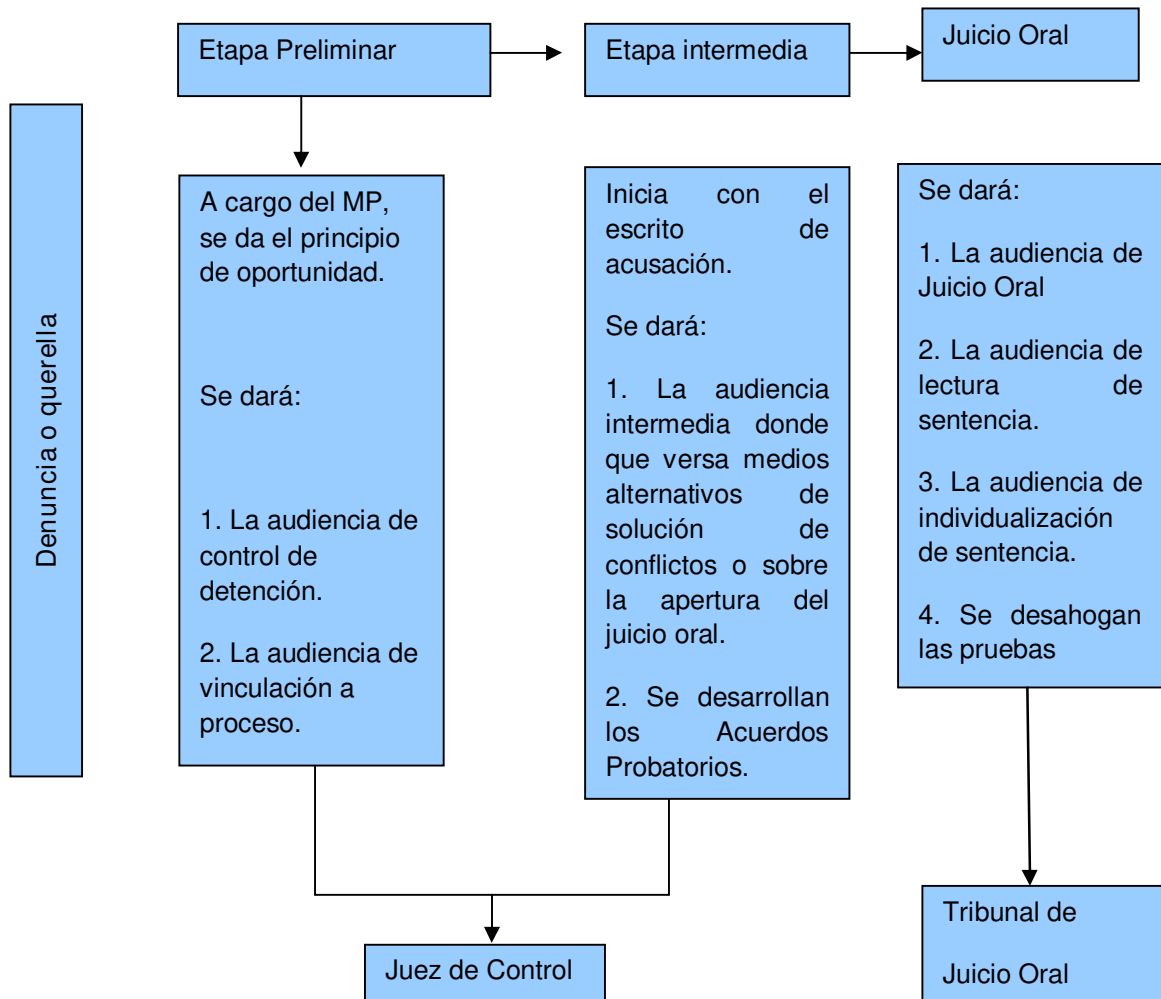 Etapa Preliminar
Etapa intermedia
Juicio Oral
Denuncia o querella
A cargo del MP,
se da el principio
de oportunidad.
Se dará:
1. La audiencia de
control de
detención.
2. La audiencia de
vinculación a
proceso.
Inicia con el
escrito de
acusación.
Se dará:
1. La audiencia
intermedia donde
que versa medios
alternativos de
solución de
conflictos o sobre
la apertura del
juicio oral.
2. Se desarrollan
los Acuerdos
Probatorios.
Se dará:
1. La audiencia de
Juicio Oral
2. La audiencia de
lectura de
sentencia.
3. La audiencia de
individualización
de sentencia.
4. Se desahogan
las pruebas
Juez de Control
Tribunal de
Juicio Oral